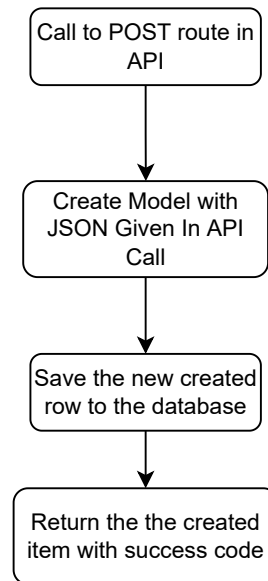 Call to POST route in
API
Create Model with
JSON Given In API
Call
Save the new created
row to the database
Return the the created
item with success code